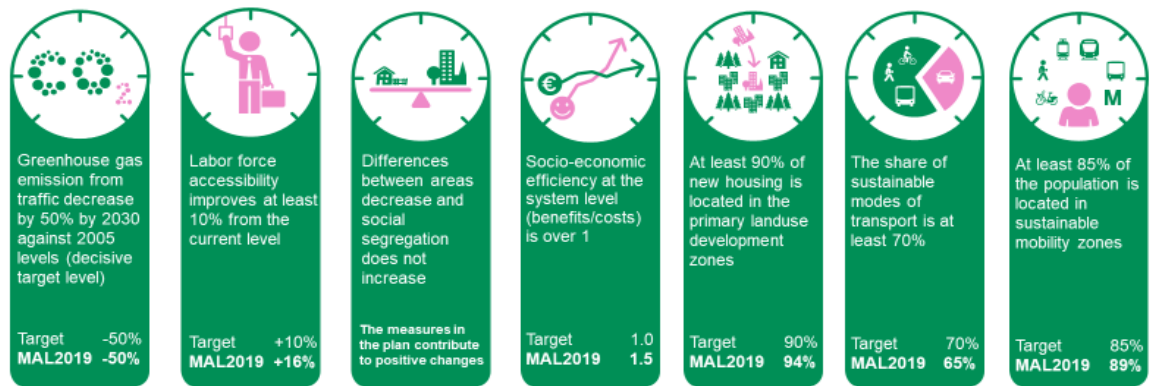 CO2
Greenhouse gas
emission from
traffic decrease
by 50% by 2030
against 2005
levels (decisive
target level)
Target -50%
MAL2019 -50%
Labor force
accessibility
improves at least
10% from the
current level
Target +10%
MAL2019 +16%
Differences
between areas
decrease and
social
segregation
does not
increase
The measures in
the plan contribute
to positive changes
€
Socio-economic
efficiency at the
system level
(benefits/costs)
is over 1
Target 1.0
MAL2019 1.5
At least 90% of
new housing is
located in the
primary landuse
development
zones
Target 90%
MAL2019 94%
The share of
sustainable
modes of
transport is at
least 70%
Target 70%
MAL2019 65%
M
At least 85% of
the population is
located in
sustainable
mobility zones
Target 85%
MAL2019 89%